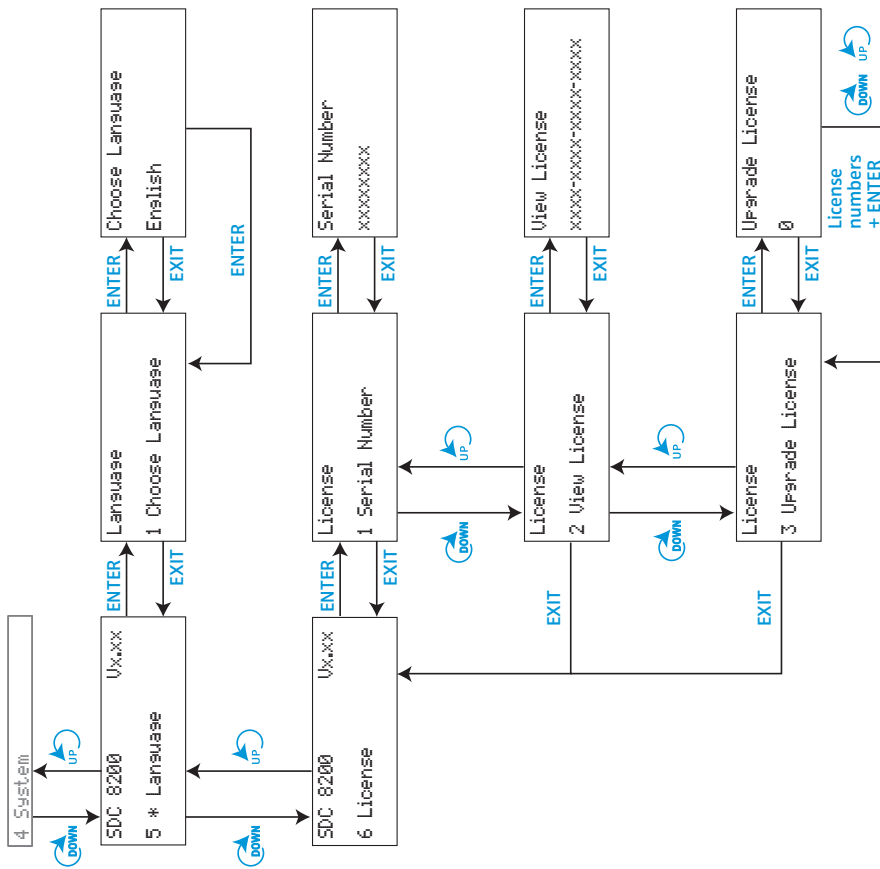 4 System
DOWN
UP
SDC 8200 Vx.xx
5 * Language
ENTER
EXIT
Language
1 Choose Language
ENTER
EXIT
Choose Language
English
ENTER
DOWN
UP
SDC 8200 Vx.xx
6 License
ENTER
EXIT
License
1 Serial Number
ENTER
EXIT
Serial Number
xxxxxxxx
DOWN
UP
EXIT
License
2 View License
ENTER
EXIT
View License
xxxx-xxxx-xxxx-xxxx
DOWN
UP
EXIT
License
3 Upgrade License
ENTER
EXIT
Upgrade License
0
License
numbers
+ ENTER
DOWN
UP